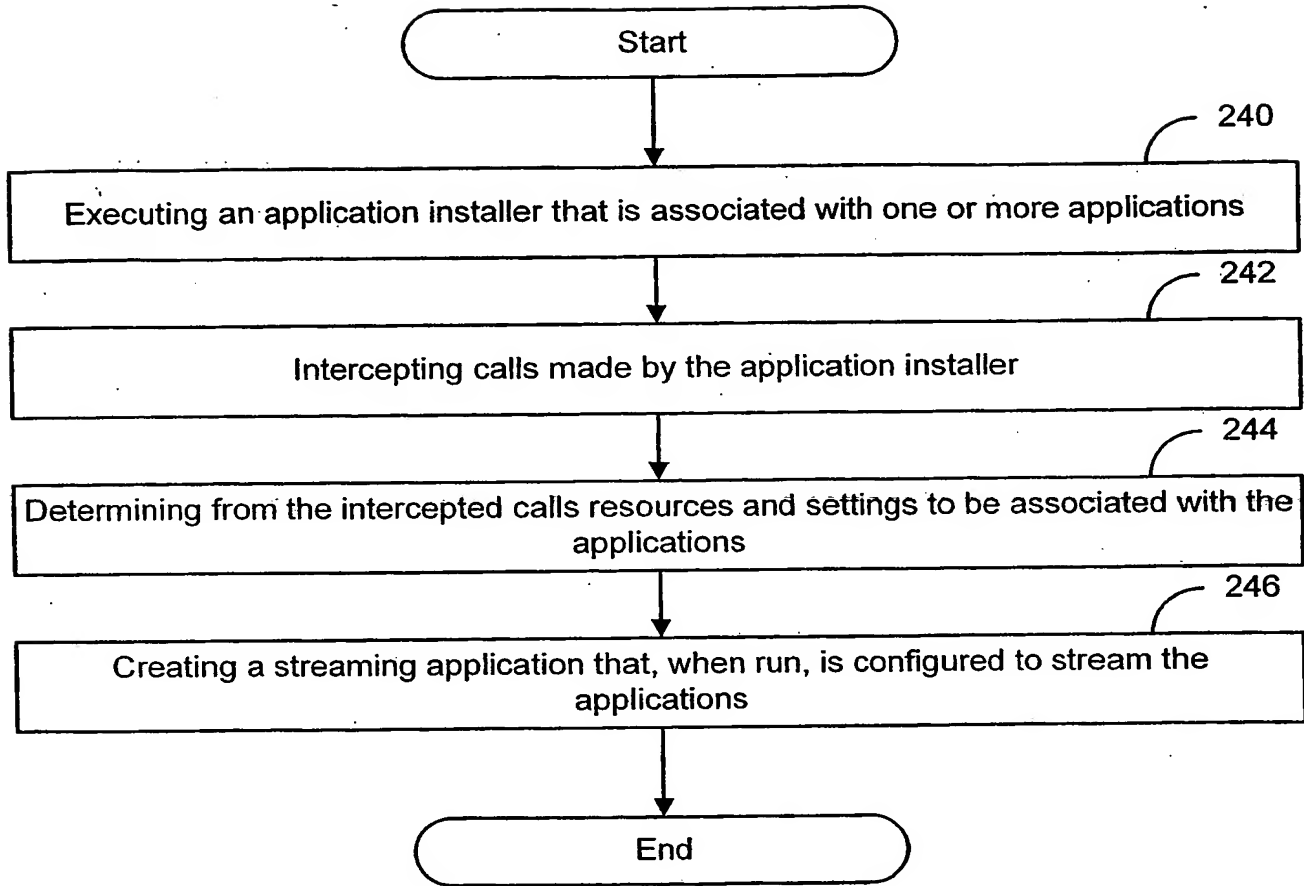 Start
240
Executing an application installer that is associated with one or more applications
242
Intercepting calls made by the application installer
244
Determining from the intercepted calls resources and settings to be associated with the
applications
246
Creating a streaming application that, when run, is configured to stream the
applications
End